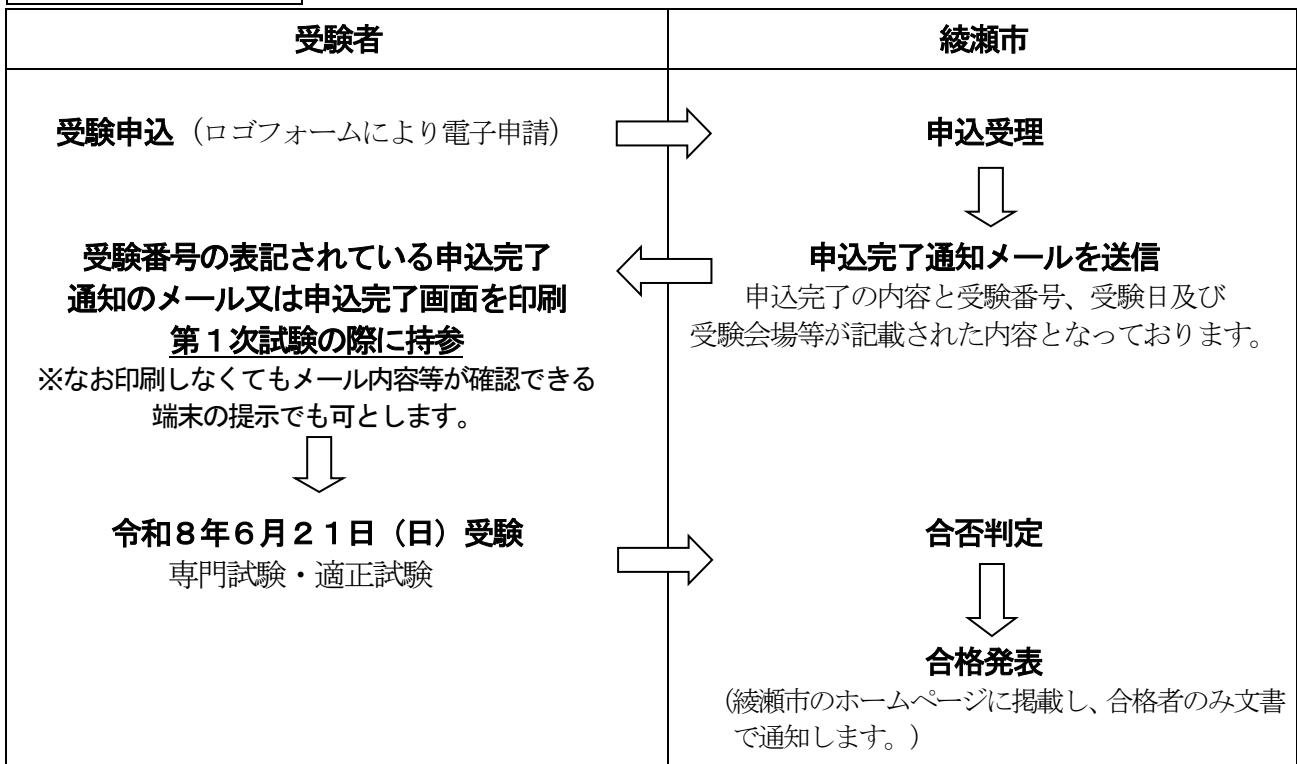 受験者
綾瀬市
受験申込（ロゴフォームにより電子申請）
申込受理
受験番号の表記されている申込完了
通知のメール又は申込完了画面を印刷
第１次試験の際に持参
※なお印刷しなくてもメール内容等が確認できる
端末の提示でも可とします。
申込完了通知メールを送信
申込完了の内容と受験番号、受験日及び
受験会場等が記載された内容となっております。
令和８年６月２１日（日）受験
専門試験・適正試験
合否判定
合格発表
（綾瀬市のホームページに掲載し、合格者のみ文書
で通知します。）